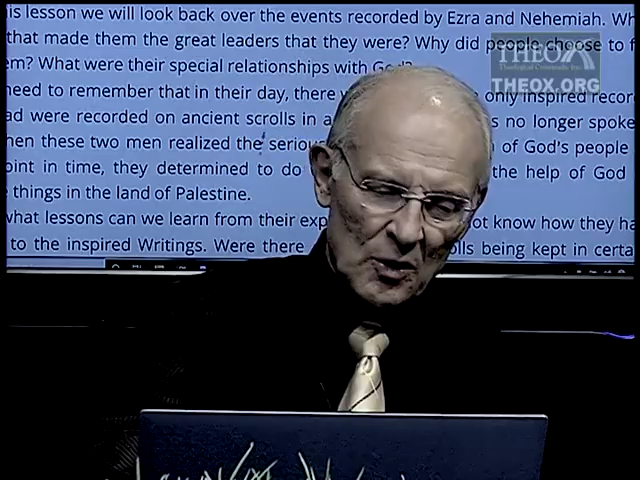 is lesson we will look back over the events recorded by Ezra and Nehemiah. Wh
that made them the great leaders that they were? Why did people choose to f
em? What were their special relationships with God?
need to remember that in their day, there w only inspired recor
ad were recorded on ancient scrolls in a s no longer spoke
hen these two men realized the seriou n of God's people
oint in time, they determined to do the help of God
things in the land of Palestine.
what lessons can we learn from their exp ot know how they ha
to the inspired Writings. Were there olls being kept in certa
THEOX
THEOX.ORG